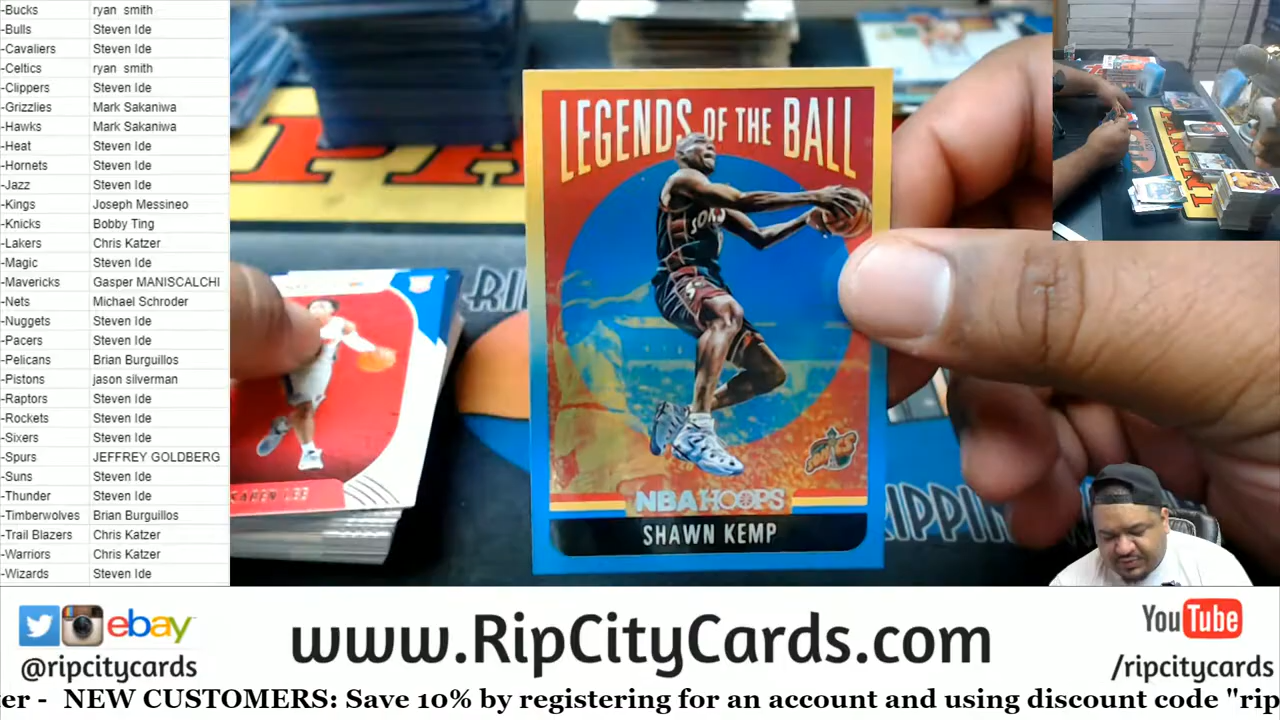 -Bucks ryan smith
-Bulls Steven Ide
-Cavaliers Steven Ide
-Celtics ryan smith
-Clippers Steven Ide
-Grizzlies Mark Sakaniwa
-Hawks Mark Sakaniwa
-Heat Steven Ide
-Hornets Steven Ide
-Jazz Steven Ide
-Kings Joseph Messineo
-Knicks Bobby Ting
-Lakers Chris Katzer
-Magic Steven Ide
-Mavericks Gasper MANISCALCHI
-Nets Michael Schroder
-Nuggets Steven Ide
-Pacers Steven Ide
-Pelicans Brian Burguillos
-Pistons jason silverman
-Raptors Steven Ide
-Rockets Steven Ide
-Sixers Steven Ide
-Spurs JEFFREY GOLDBERG
-Suns Steven Ide
-Thunder Steven Ide
-Timberwolves Brian Burguillos
-Trail Blazers Chris Katzer
-Warriors Chris Katzer
-Wizards Steven Ide
LEGENDS OF THE BALL
NBA HOOPS
SHAWN KEMP
ebay
@ripcitycards
www.RipCityCards.com
YouTube
/ripcitycards
er - NEW CUSTOMERS: Save 10% by registering for an account and using discount code "rip